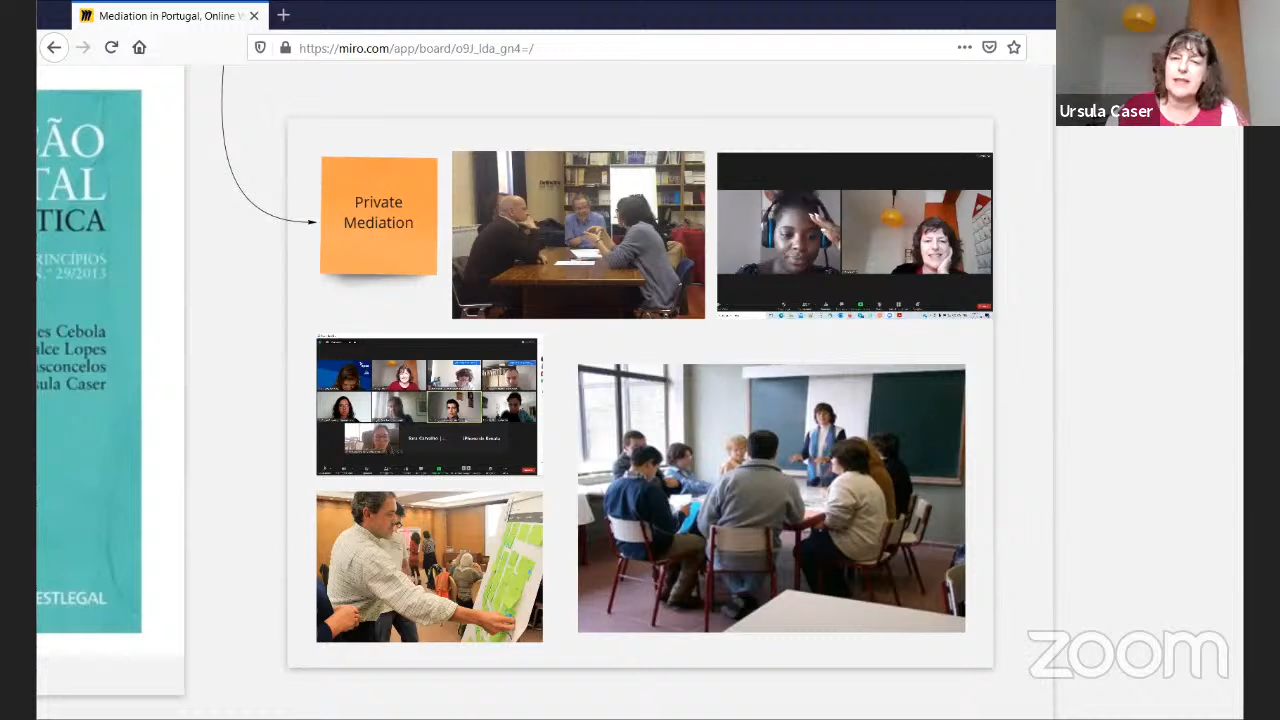 Mediation in Portugal, Online
https://miro.com/app/board/o9J_lda_gn4=/
Ursula Caser
ÇÃO
TAL
TICA
PRINCÍPIOS
N.º 29/2013
es Cebola
alce Lopes
asconcelos
sula Caser
ESTLEGAL
Private
Mediation
zoom